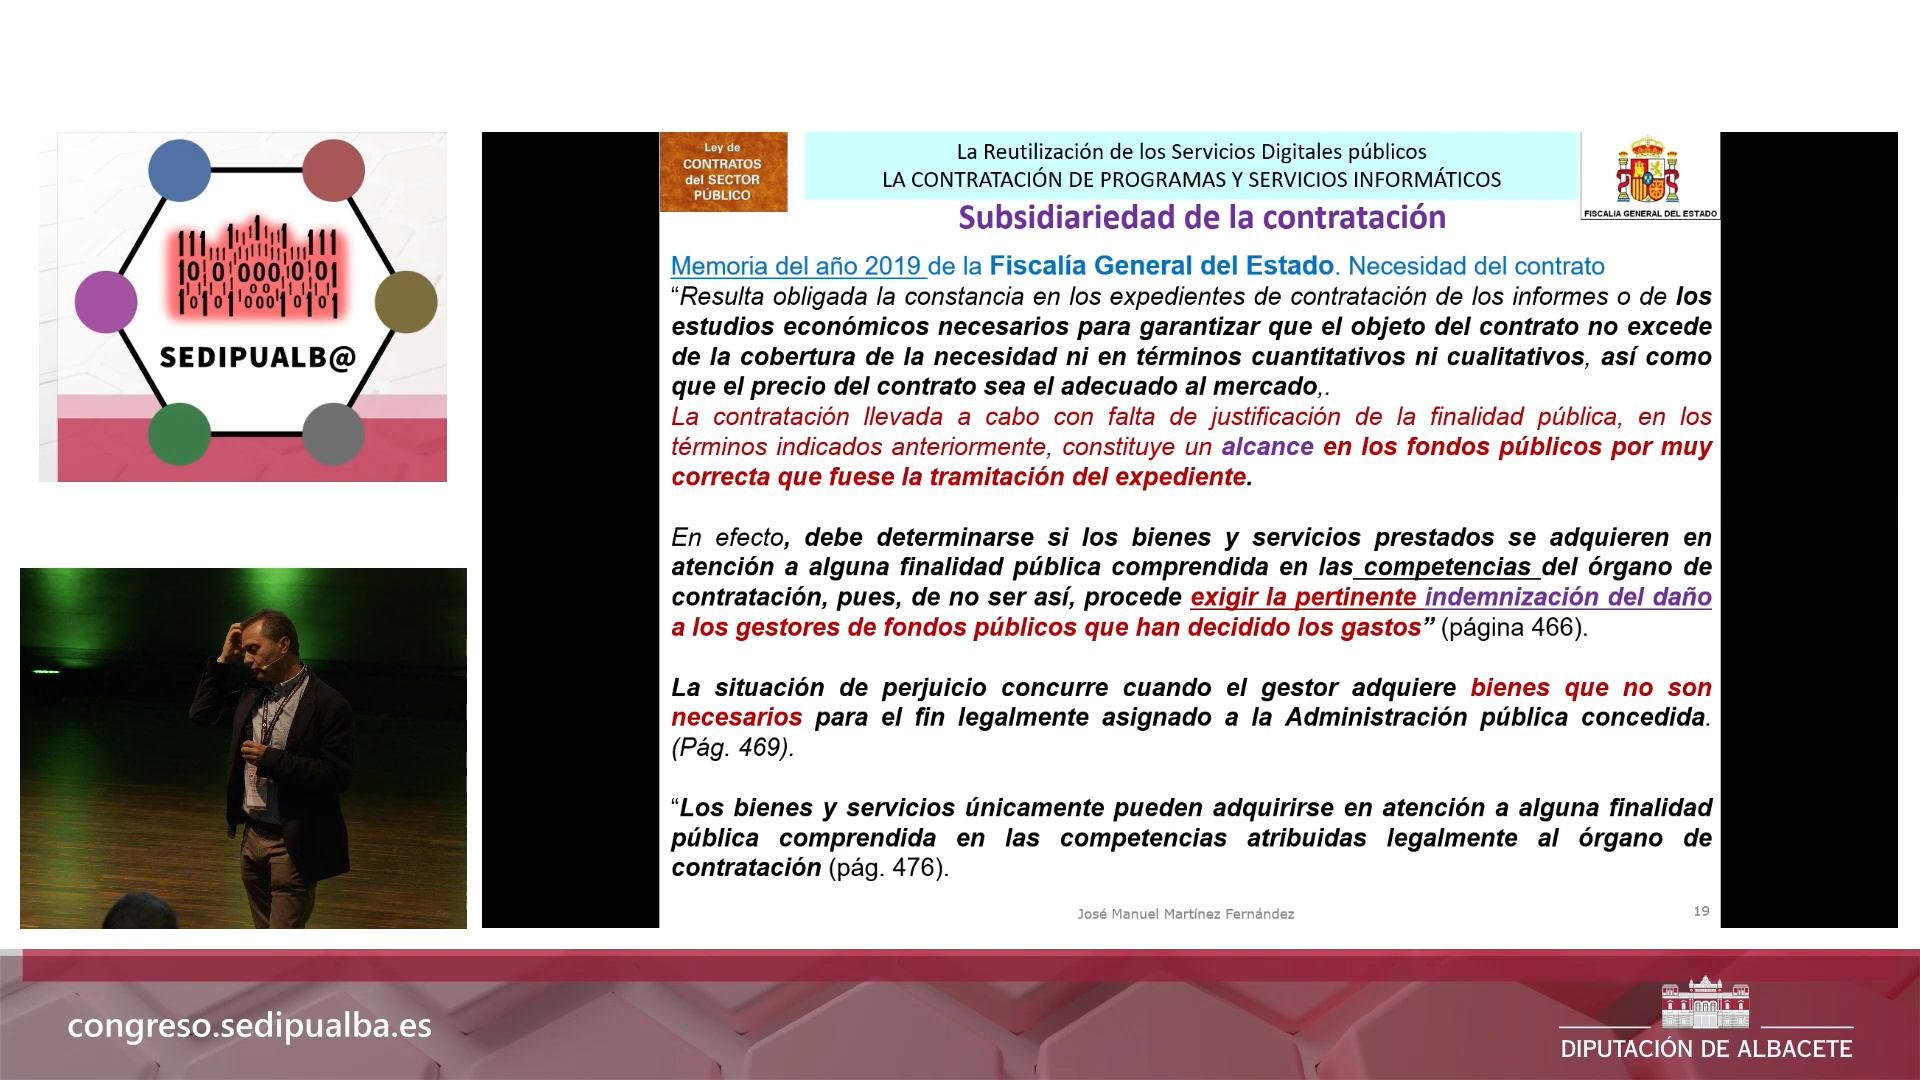 SEDIPUALB@
Ley de
CONTRATOS
del SECTOR
PÚBLICO
La Reutilización de los Servicios Digitales públicos
LA CONTRATACIÓN DE PROGRAMAS Y SERVICIOS INFORMÁTICOS
FISCALIA GENERAL DEL ESTADO
Subsidiariedad de la contratación
Memoria del año 2019 de la Fiscalía General del Estado. Necesidad del contrato
“Resulta obligada la constancia en los expedientes de contratación de los informes o de los
estudios económicos necesarios para garantizar que el objeto del contrato no excede
de la cobertura de la necesidad ni en términos cuantitativos ni cualitativos, así como
que el precio del contrato sea el adecuado al mercado,.
La contratación llevada a cabo con falta de justificación de la finalidad pública, en los
términos indicados anteriormente, constituye un alcance en los fondos públicos por muy
correcta que fuese la tramitación del expediente.
En efecto, debe determinarse si los bienes y servicios prestados se adquieren en
atención a alguna finalidad pública comprendida en las competencias del órgano de
contratación, pues, de no ser así, procede exigir la pertinente indemnización del daño
a los gestores de fondos públicos que han decidido los gastos” (página 466).
La situación de perjuicio concurre cuando el gestor adquiere bienes que no son
necesarios para el fin legalmente asignado a la Administración pública concedida.
(Pág. 469).
“Los bienes y servicios únicamente pueden adquirirse en atención a alguna finalidad
pública comprendida en las competencias atribuidas legalmente al órgano de
contratación (pág. 476).
José Manuel Martínez Fernández
19
congreso.sedipualba.es
DIPUTACIÓN DE ALBACETE